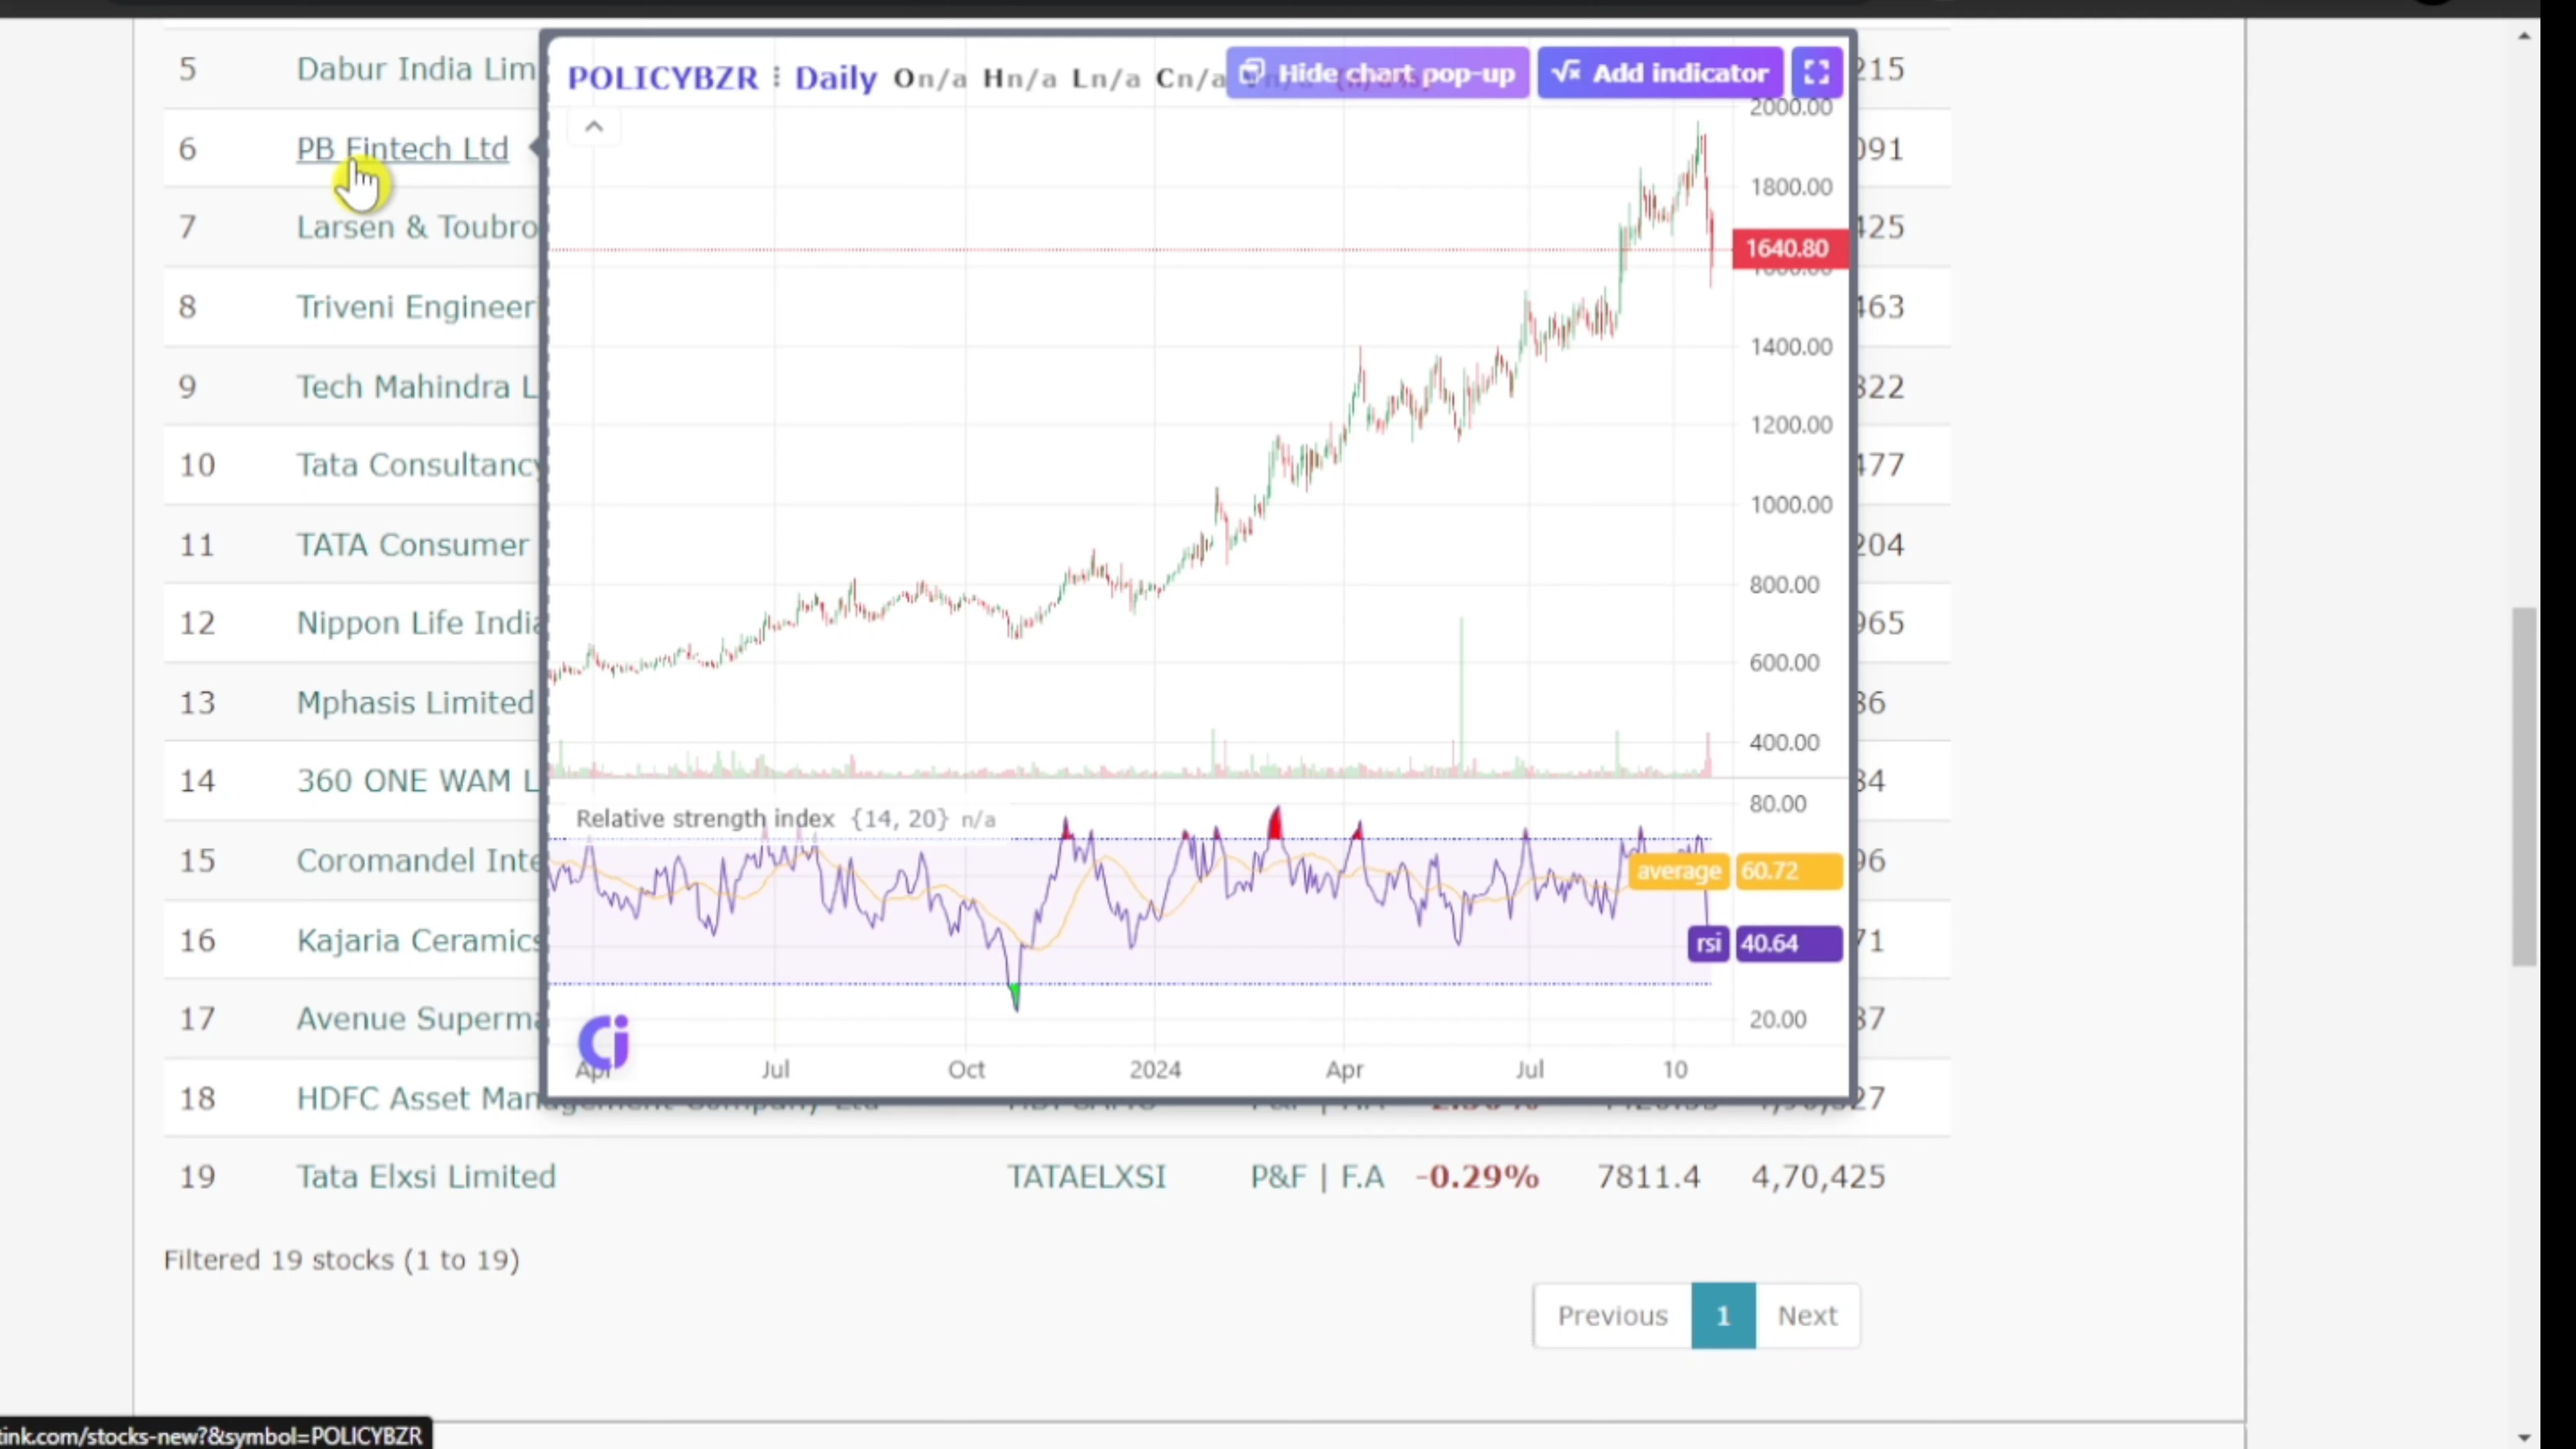 5 Dabur India Lim 215
POLICYBZR ⋮ Daily On/a Hn/a Ln/a Cn/a
Hide chart pop-up
Add indicator
2000.00
6 PB Fintech Ltd 091
1800.00
7 Larsen & Toubro 425
1640.80
1600.00
8 Triveni Engineer 463
1400.00
9 Tech Mahindra L 322
1200.00
10 Tata Consultancy 477
1000.00
11 TATA Consumer 204
800.00
12 Nippon Life India 965
600.00
13 Mphasis Limited 36
400.00
14 360 ONE WAM L 34
80.00
Relative strength index {14, 20} n/a
15 Coromandel Inte 96
average 60.72
16 Kajaria Ceramics 71
rsi 40.64
17 Avenue Superma 37
20.00
Apr Jul Oct 2024 Apr Jul 10
18 HDFC Asset Management Company Ltd 27
19 Tata Elxsi Limited TATAELXSI P&F | F.A -0.29% 7811.4 4,70,425
Filtered 19 stocks (1 to 19)
Previous 1 Next
tink.com/stocks-new?&symbol=POLICYBZR